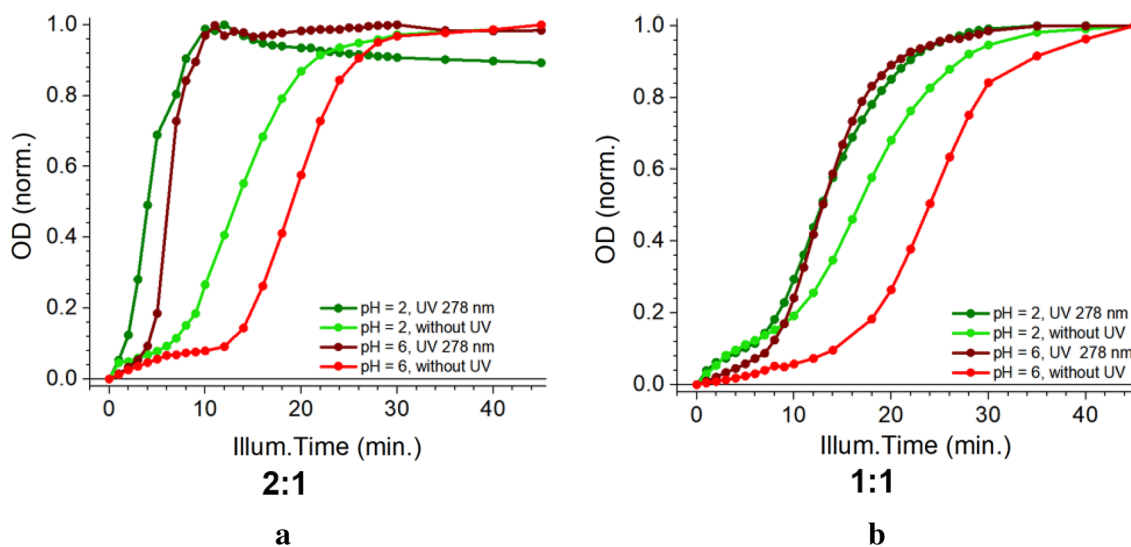 a
1.0
0.8
0.6
0.4
0.2
0.0
OD (norm.)
pH = 2, UV 278 nm
pH = 2, without UV
pH = 6, UV 278 nm
pH = 6, without UV
0 10 20 30 40
Illum.Time (min.)
2:1
a
b
1.0
0.8
0.6
0.4
0.2
0.0
OD (norm.)
pH = 2, UV 278 nm
pH = 2, without UV
pH = 6, UV 278 nm
pH = 6, without UV
0 10 20 30 40
Illum.Time (min.)
1:1
b